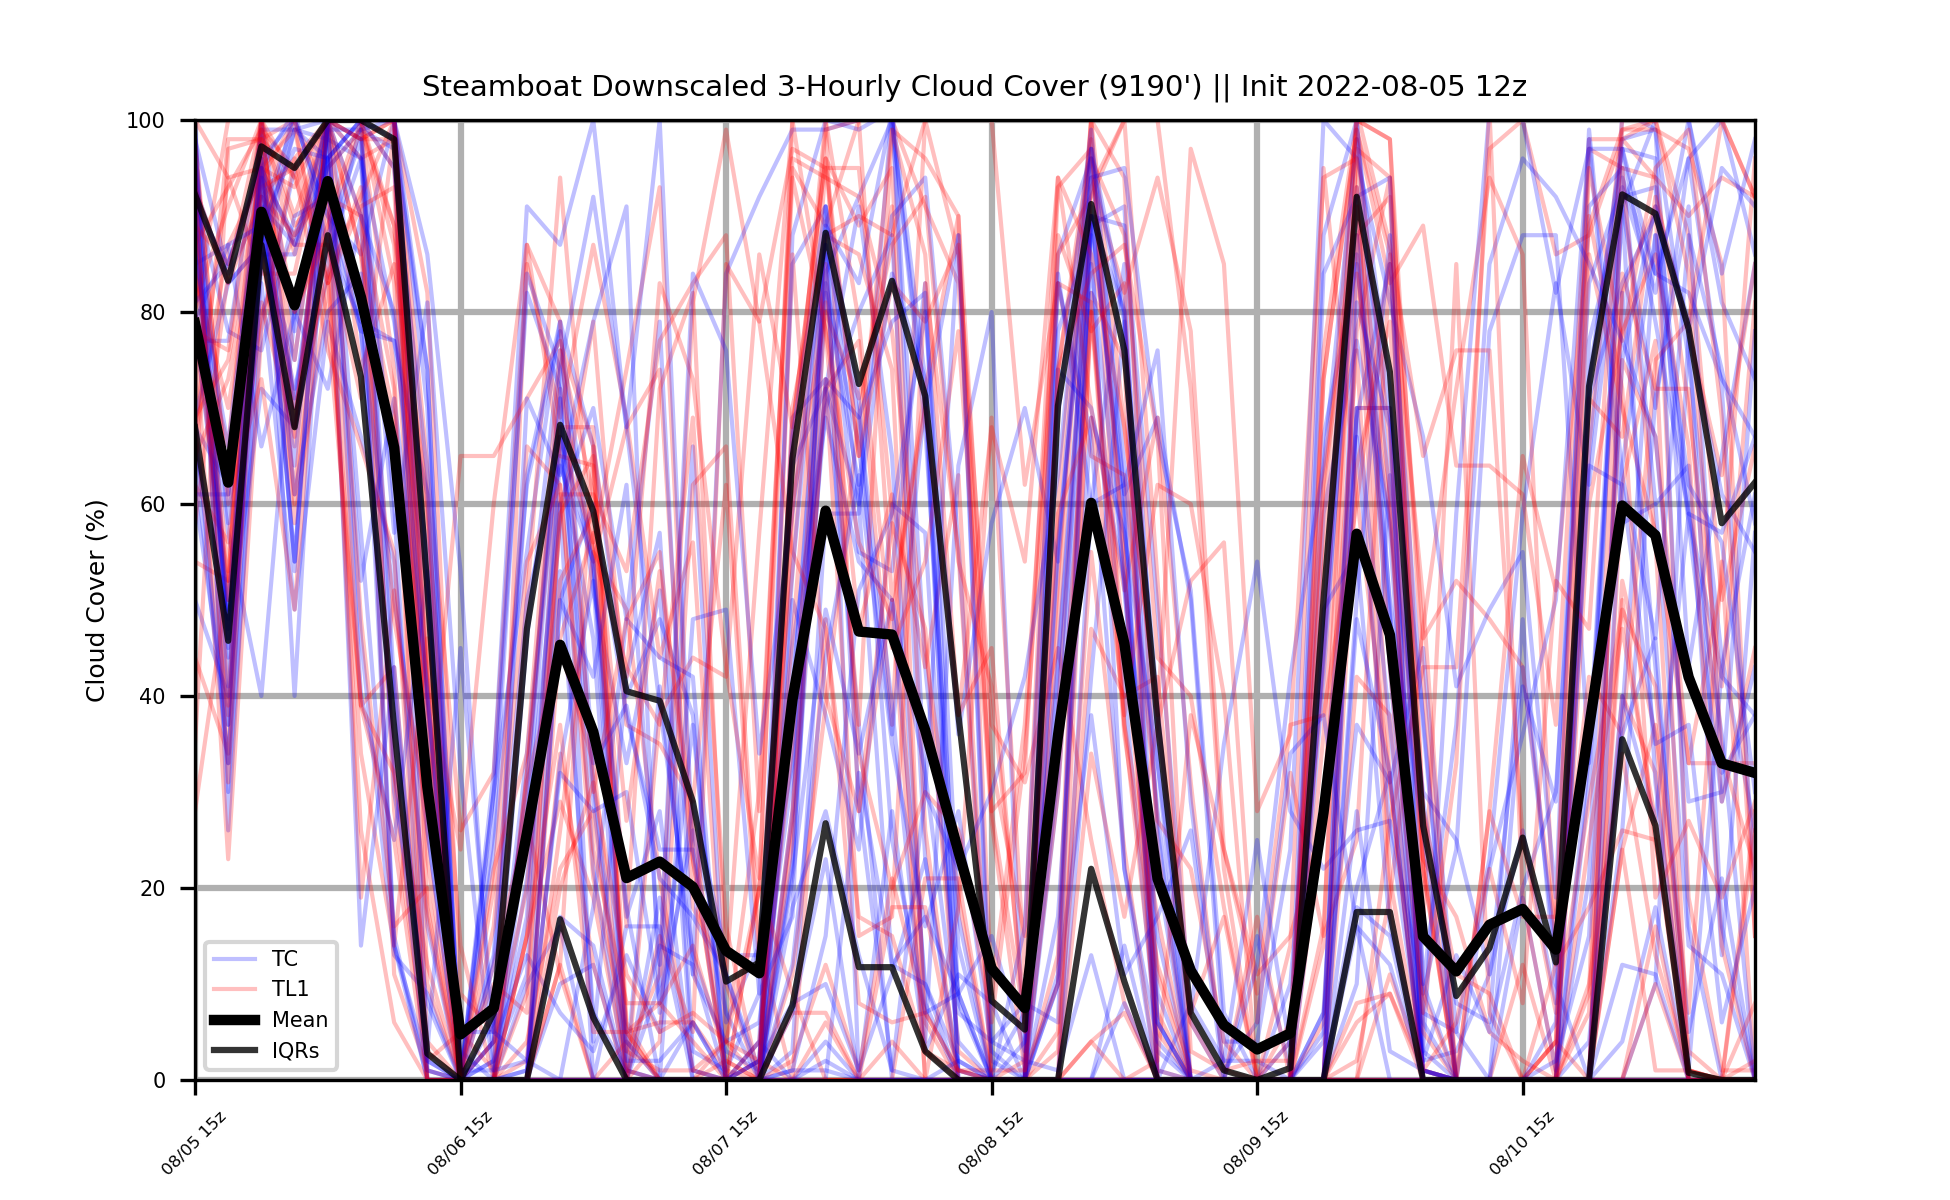 Steamboat Downscaled 3-Hourly Cloud Cover (9190') || Init 2022-08-05 12z
Cloud Cover (%)
100
80
60
40
20
0
TC
TL1
Mean
IQRs
08/05 15z
08/06 15z
08/07 15z
08/08 15z
08/09 15z
08/10 15z